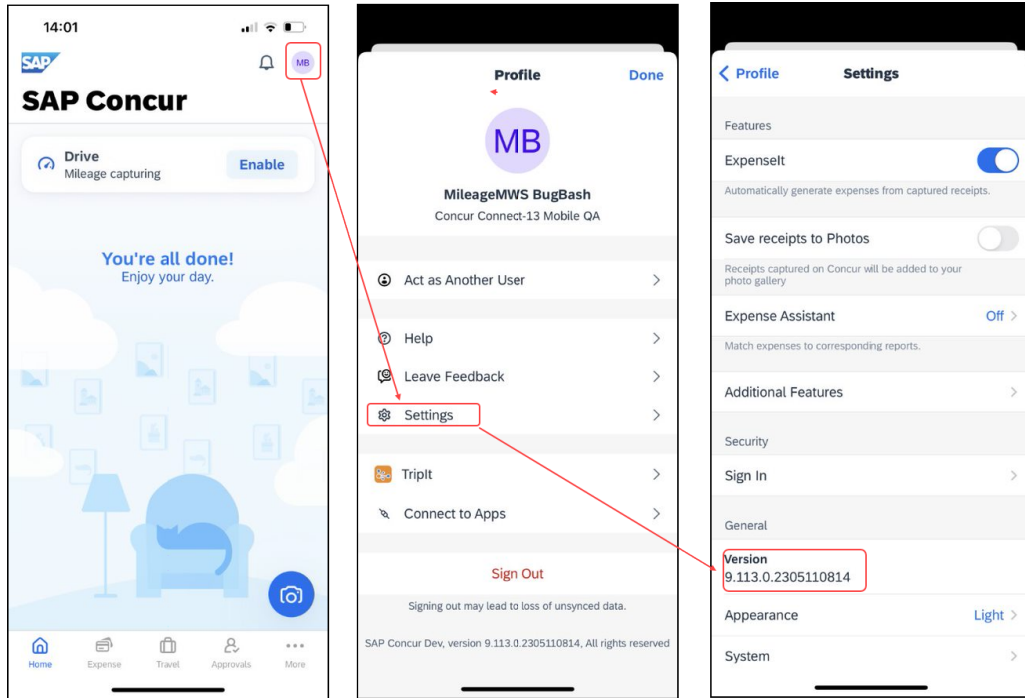 14:01
SAP
MB
SAP Concur
Drive
Mileage capturing
Enable
You're all done!
Enjoy your day.
Home
Expense
Travel
Approvals
More
Profile
Done
MB
MileageMWS BugBash
Concur Connect-13 Mobile QA
Act as Another User
Help
Leave Feedback
Settings
TripIt
Connect to Apps
Sign Out
Signing out may lead to loss of unsynced data.
SAP Concur Dev, version 9.113.0.2305110814, All rights reserved
Profile
Settings
Features
ExpenseIt
Automatically generate expenses from captured receipts.
Save receipts to Photos
Receipts captured on Concur will be added to your
photo gallery
Expense Assistant
Off
Match expenses to corresponding reports.
Additional Features
Security
Sign In
General
Version
9.113.0.2305110814
Appearance
Light
System